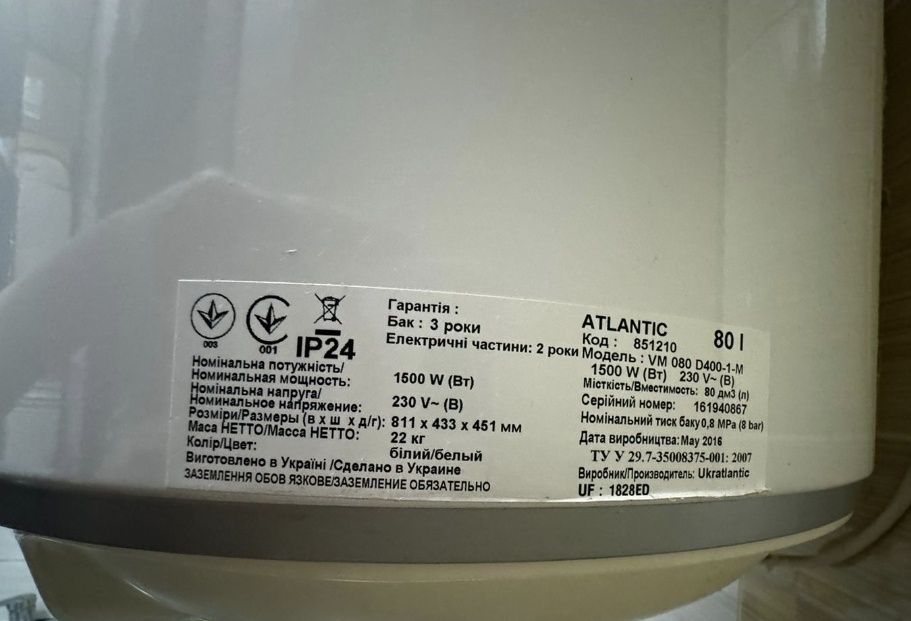 003
001
IP24
Номінальна потужність/
Номинальная мощность: 1500 W (Вт)
Номінальна напруга/
Номинальное напряжение: 230 V~ (В)
Розміри/Размеры (в х ш х д/г): 811 х 433 х 451 мм
Маса НЕТТО/Масса НЕТТО: 22 кг
Колір/Цвет: білий/белый
Виготовлено в Україні /Сделано в Украине
ЗАЗЕМЛЕННЯ ОБОВ ЯЗКОВЕ/ЗАЗЕМЛЕНИЕ ОБЯЗАТЕЛЬНО
Гарантія :
Бак : 3 роки
Електричні частини: 2 роки
ATLANTIC 80 l
Код : 851210
Модель : VM 080 D400-1-M
1500 W (Вт) 230 V~ (В)
Місткість/Вместимость: 80 дм3 (л)
Серійний номер: 161940867
Номінальний тиск баку0,8 MPa (8 bar)
Дата виробництва:May 2016
ТУ У 29.7-35008375-001: 2007
Виробник/Производитель: Ukratlantic
UF : 1828ED